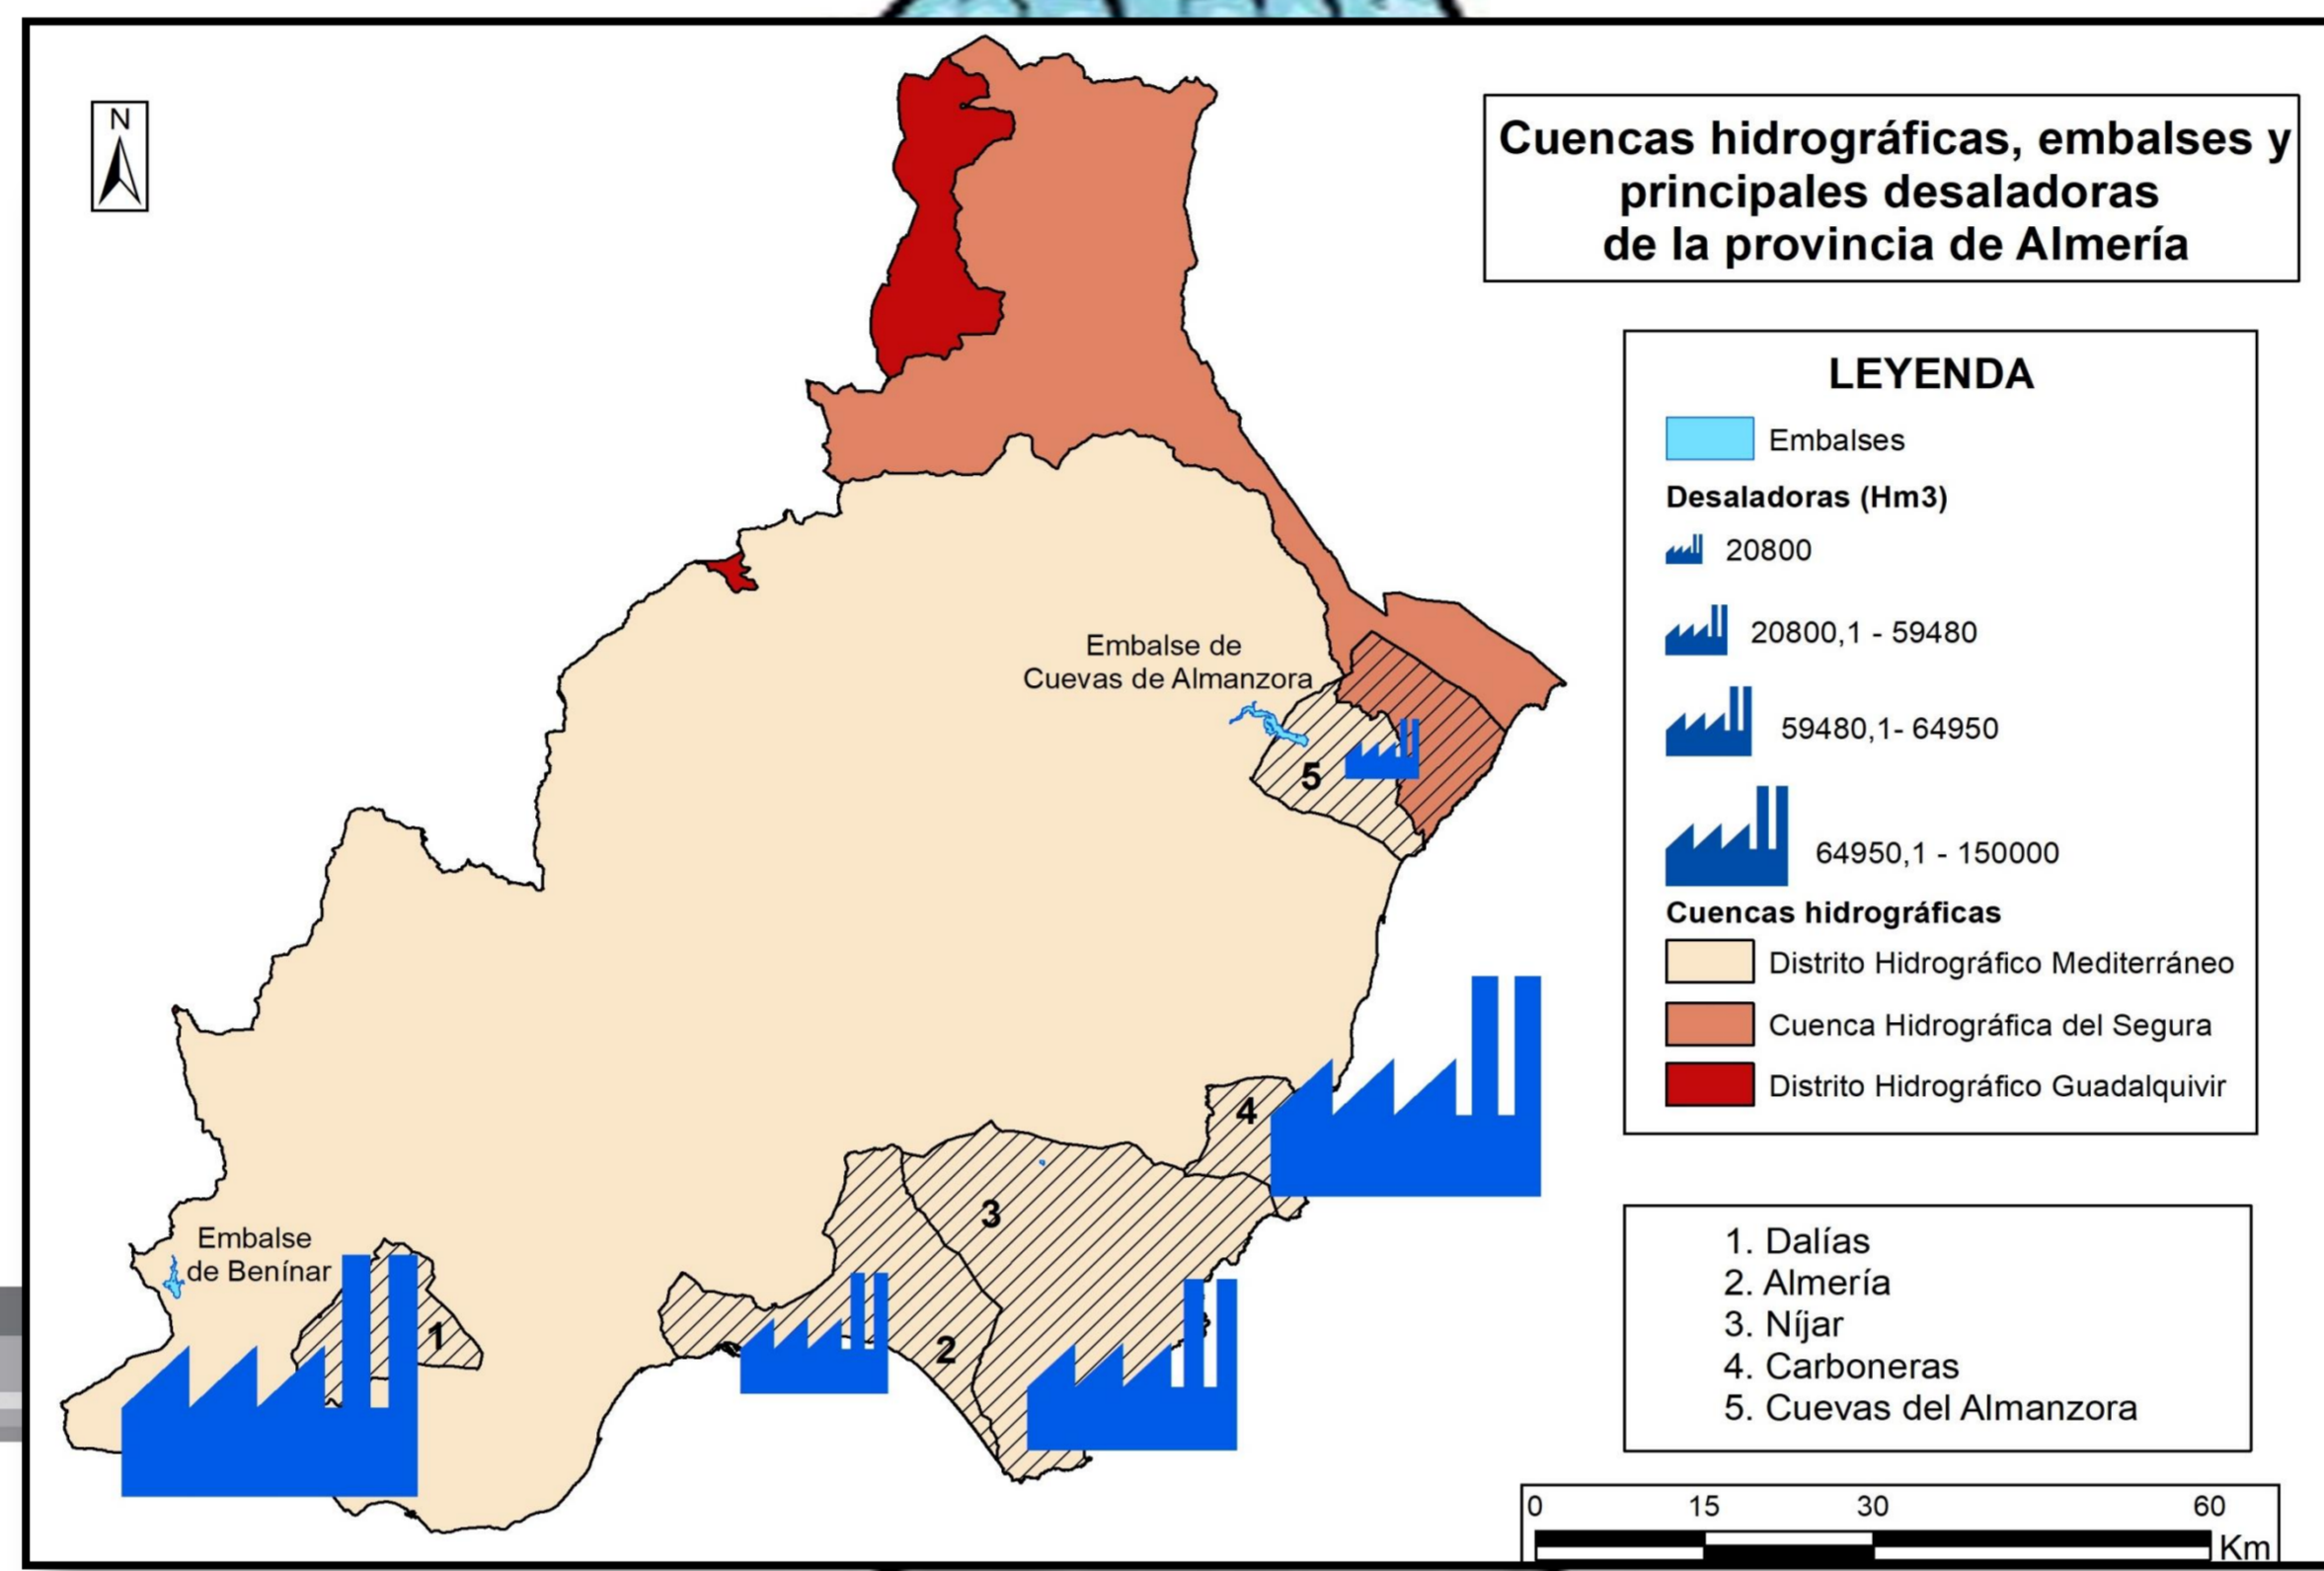 N
Cuencas hidrográficas, embalses y
principales desaladoras
de la provincia de Almería
LEYENDA
Embalses
Desaladoras (Hm3)
20800
20800,1 - 59480
59480,1- 64950
64950,1 - 150000
Cuencas hidrográficas
Distrito Hidrográfico Mediterráneo
Cuenca Hidrográfica del Segura
Distrito Hidrográfico Guadalquivir
Embalse de
Cuevas de Almanzora
5
4
3
Embalse
de Benínar
1
2
1. Dalías
2. Almería
3. Níjar
4. Carboneras
5. Cuevas del Almanzora
0 15 30 60
Km